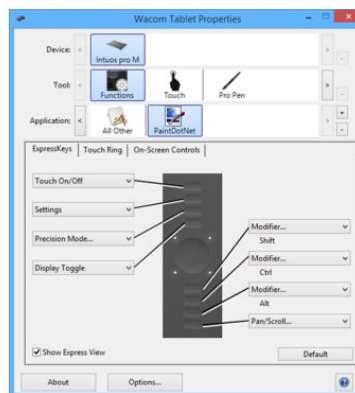 Wacom Tablet Properties
Device:
Intuos pro M
Tool:
Functions
Touch
Pro Pen
Application:
All Other
PaintDotNet
ExpressKeys
Touch Ring
On-Screen Controls
Touch On/Off
Settings
Precision Mode...
Display Toggle
Modifier...
Shift
Modifier...
Ctrl
Modifier...
Alt
Pan/Scroll...
Show Express View
Default
About
Options...